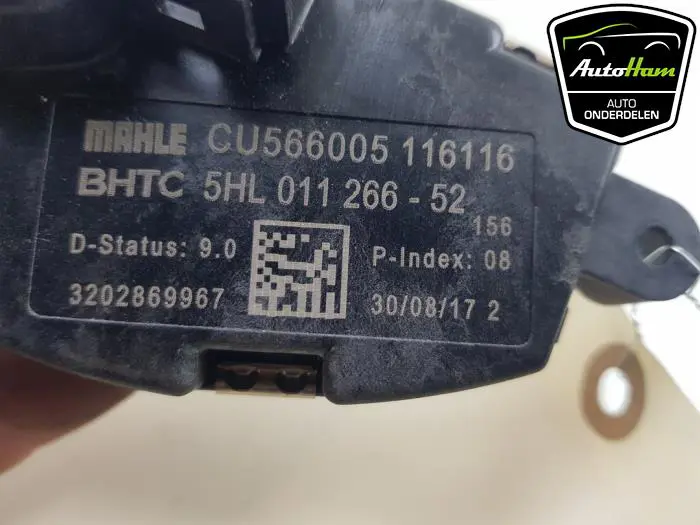 AutoHam
AUTO
ONDERDELEN
MAHLE CU566005 116116
BHTC 5HL 011 266 - 52
156
D-Status: 9.0 P-Index: 08
3202869967 30/08/17 2